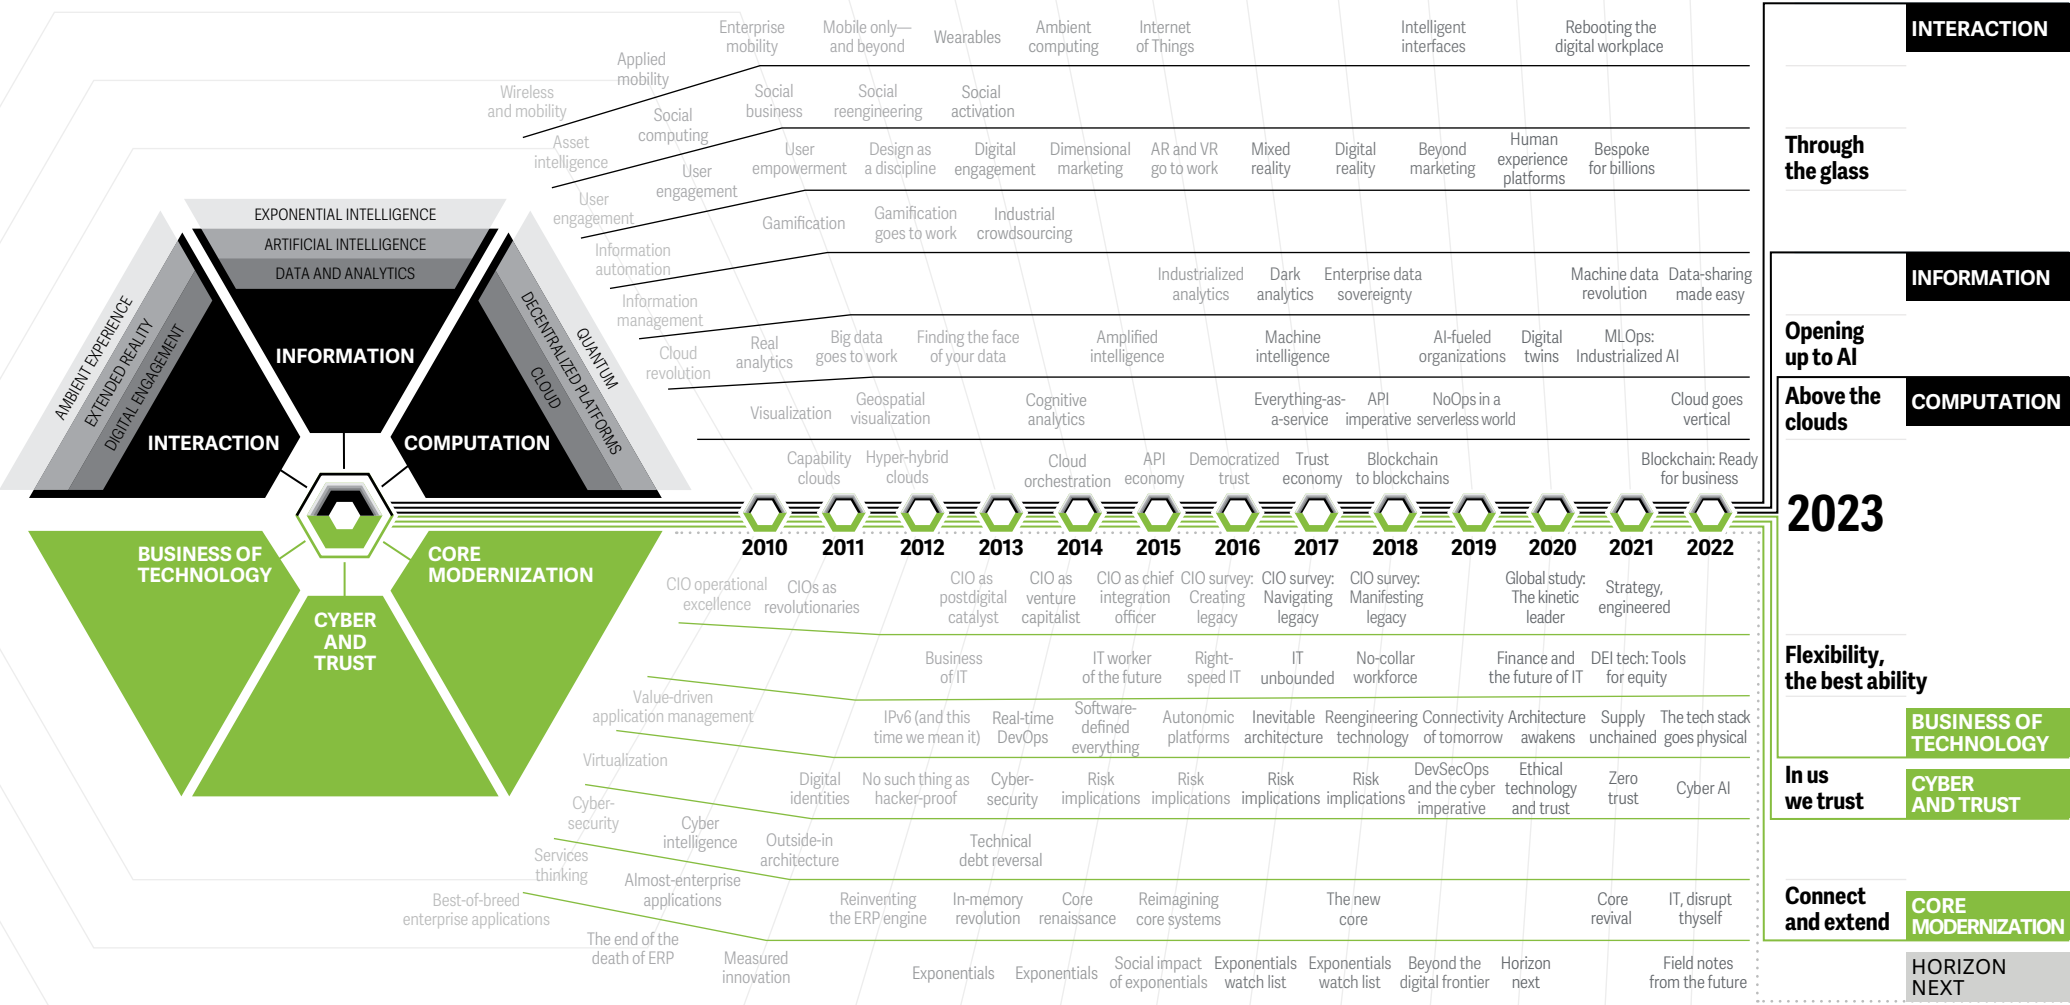 Enterprise
mobility
Mobile only—
and beyond
Wearables
Ambient
computing
Internet
of Things
Intelligent
interfaces
Rebooting the
digital workplace
INTERACTION
Applied
mobility
Wireless
and mobility
Social
computing
Social
business
Social
reengineering
Social
activation
Asset
intelligence
User
engagement
User
empowerment
Design as
a discipline
Digital
engagement
Dimensional
marketing
AR and VR
go to work
Mixed
reality
Digital
reality
Beyond
marketing
Human
experience
platforms
Bespoke
for billions
Through
the glass
User
engagement
Gamification
Gamification
goes to work
Industrial
crowdsourcing
Information
automation
Industrialized
analytics
Dark
analytics
Enterprise data
sovereignty
Machine data
revolution
Data-sharing
made easy
INFORMATION
Information
management
Real
analytics
Big data
goes to work
Finding the face
of your data
Amplified
intelligence
Machine
intelligence
AI-fueled
organizations
Digital
twins
MLOps:
Industrialized AI
Opening
up to AI
Cloud
revolution
Visualization
Geospatial
visualization
Cognitive
analytics
Everything-as-
a-service
API
imperative
NoOps in a
serverless world
Cloud goes
vertical
Above the
clouds
COMPUTATION
Capability
clouds
Hyper-hybrid
clouds
Cloud
orchestration
API
economy
Democratized
trust
Trust
economy
Blockchain
to blockchains
Blockchain: Ready
for business
EXPONENTIAL INTELLIGENCE
ARTIFICIAL INTELLIGENCE
DATA AND ANALYTICS
INFORMATION
AMBIENT EXPERIENCE
EXTENDED REALITY
DIGITAL ENGAGEMENT
INTERACTION
QUANTUM
DECENTRALIZED PLATFORMS
CLOUD
COMPUTATION
2023
2010 2011 2012 2013 2014 2015 2016 2017 2018 2019 2020 2021 2022
BUSINESS OF
TECHNOLOGY
CORE
MODERNIZATION
CYBER
AND
TRUST
CIO operational
excellence
CIOs as
revolutionaries
CIO as
postdigital
catalyst
CIO as
venture
capitalist
CIO as chief
integration
officer
CIO survey:
Creating
legacy
CIO survey:
Navigating
legacy
CIO survey:
Manifesting
legacy
Global study:
The kinetic
leader
Strategy,
engineered
Business
of IT
IT worker
of the future
Right-
speed IT
IT
unbounded
No-collar
workforce
Finance and
the future of IT
DEI tech: Tools
for equity
Flexibility,
the best ability
BUSINESS OF
TECHNOLOGY
Value-driven
application management
IPv6 (and this
time we mean it)
Real-time
DevOps
Software-
defined
everything
Autonomic
platforms
Inevitable
architecture
Reengineering
technology
Connectivity
of tomorrow
Architecture
awakens
Supply
unchained
The tech stack
goes physical
Virtualization
Digital
identities
No such thing as
hacker-proof
Cyber-
security
Risk
implications
Risk
implications
Risk
implications
Risk
implications
DevSecOps
and the cyber
imperative
Ethical
technology
and trust
Zero
trust
Cyber AI
In us
we trust
CYBER
AND TRUST
Cyber-
security
Cyber
intelligence
Outside-in
architecture
Technical
debt reversal
Services
thinking
Almost-enterprise
applications
Reinventing
the ERP engine
In-memory
revolution
Core
renaissance
Reimagining
core systems
The new
core
Core
revival
IT, disrupt
thyself
Connect
and extend
CORE
MODERNIZATION
Best-of-breed
enterprise applications
The end of the
death of ERP
Measured
innovation
Exponentials
Exponentials
Social impact
of exponentials
Exponentials
watch list
Exponentials
watch list
Beyond the
digital frontier
Horizon
next
Field notes
from the future
HORIZON
NEXT